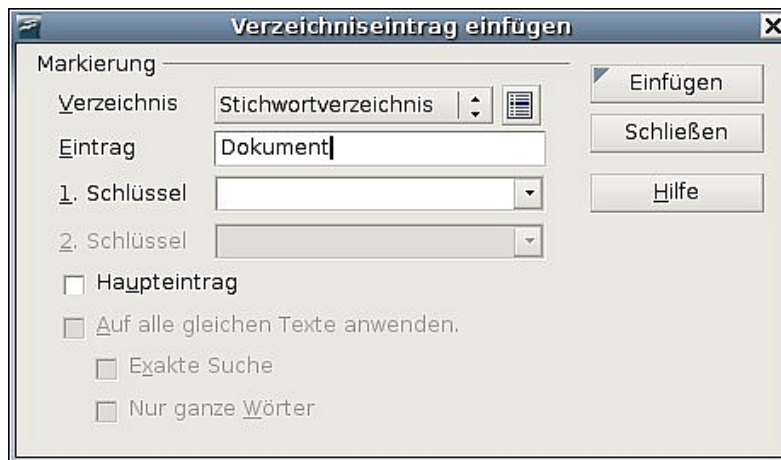 Verzeichniseintrag einfügen
Markierung
Verzeichnis Stichwortverzeichnis
Eintrag Dokument
1. Schlüssel
2. Schlüssel
Haupteintrag
Auf alle gleichen Texte anwenden.
Exakte Suche
Nur ganze Wörter
Einfügen
Schließen
Hilfe